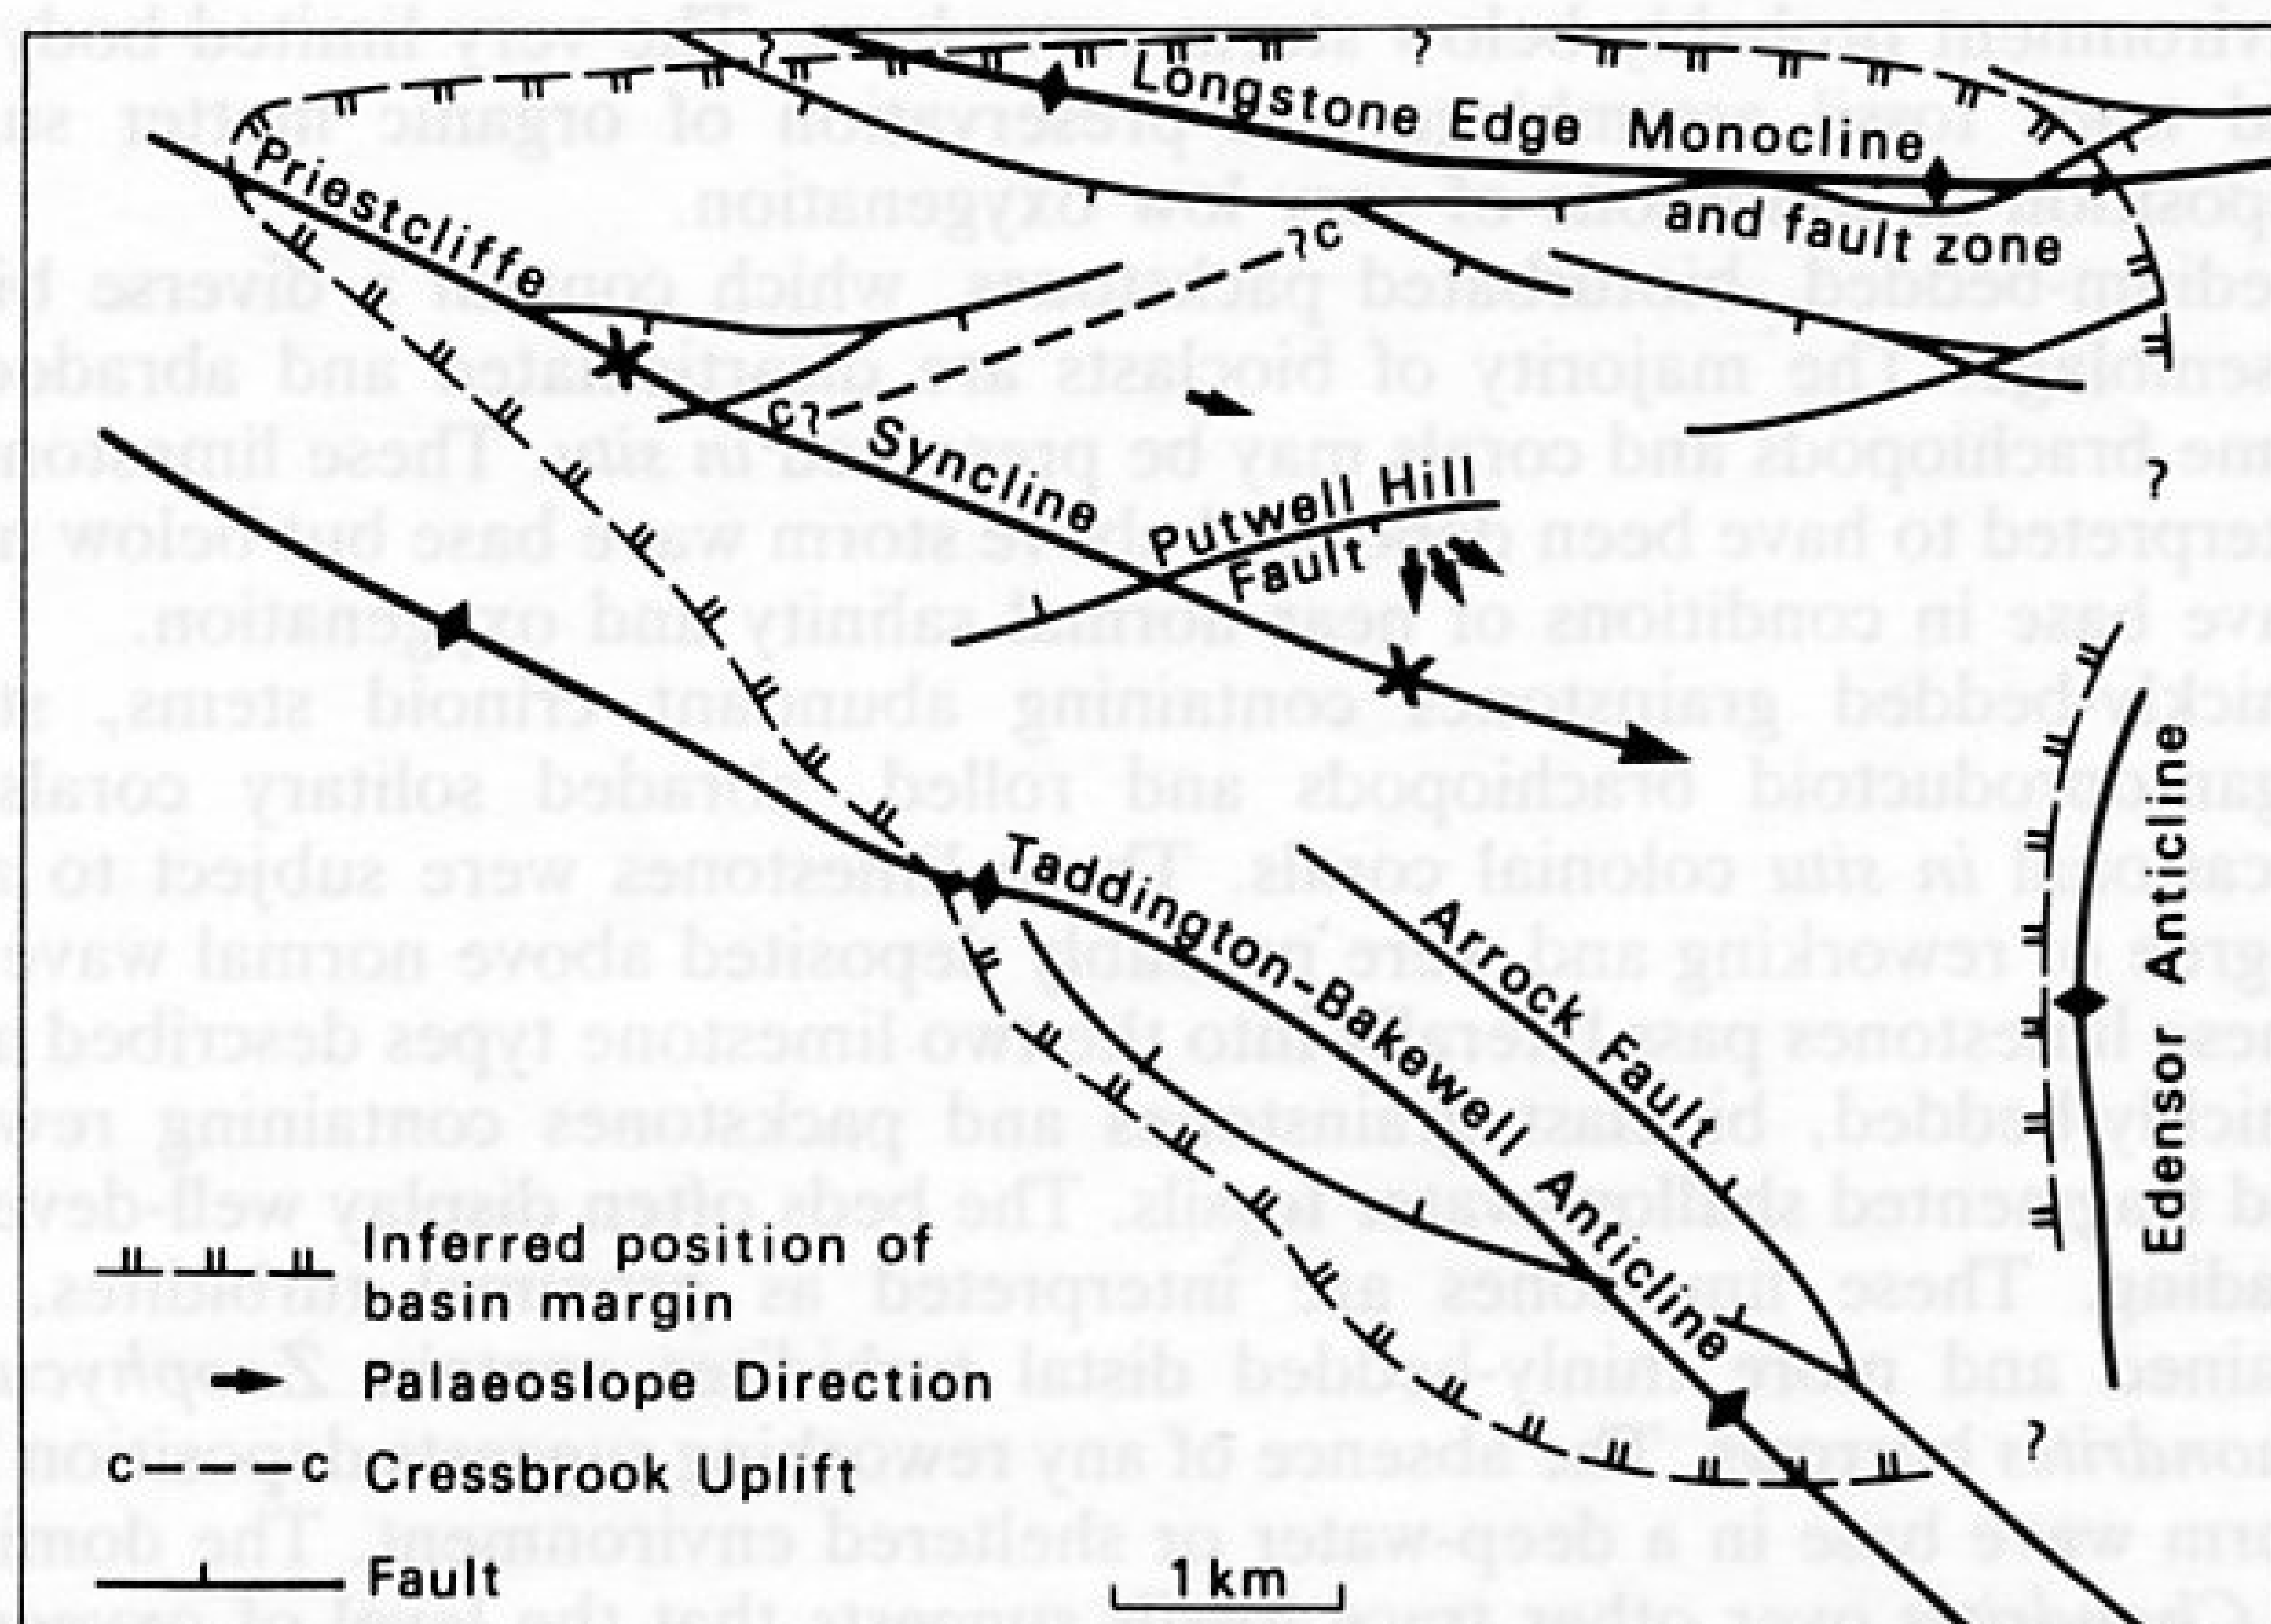 ?
?
Longstone Edge Monocline
and fault zone
Priestcliffe
?C
C?
Syncline
?
Putwell Hill
Fault
Taddington-Bakewell Anticline
Arrock Fault
Edensor Anticline
?
Inferred position of
basin margin
Palaeoslope Direction
C
C
Cressbrook Uplift
Fault
1 km